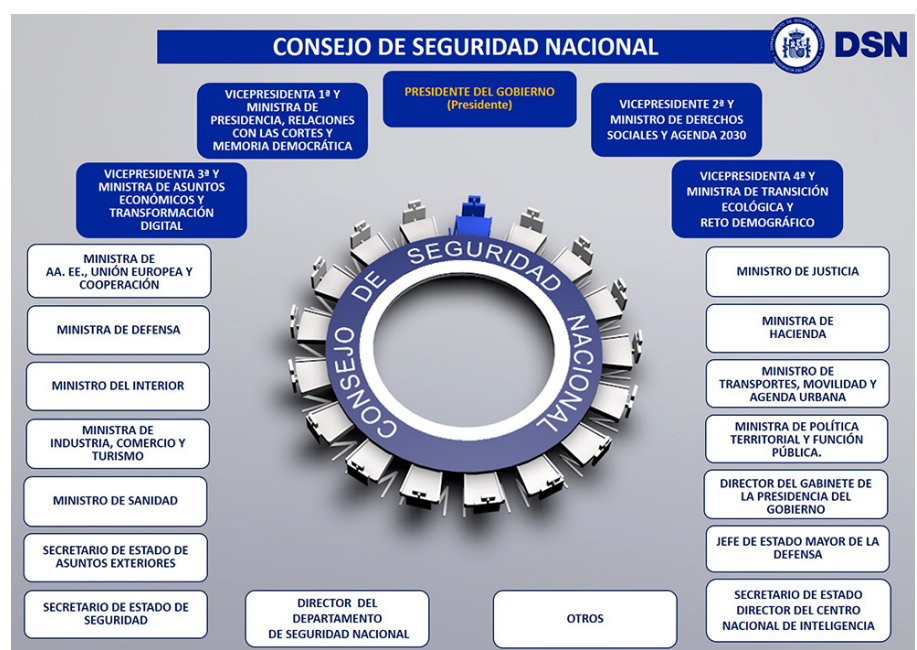 CONSEJO DE SEGURIDAD NACIONAL
DSN
PRESIDENTE DEL GOBIERNO
(Presidente)
VICEPRESIDENTA 1ª Y
MINISTRA DE
PRESIDENCIA, RELACIONES
CON LAS CORTES Y
MEMORIA DEMOCRÁTICA
VICEPRESIDENTE 2ª Y
MINISTRO DE DERECHOS
SOCIALES Y AGENDA 2030
VICEPRESIDENTA 3ª Y
MINISTRA DE ASUNTOS
ECONÓMICOS Y
TRANSFORMACIÓN
DIGITAL
VICEPRESIDENTA 4ª Y
MINISTRA DE TRANSICIÓN
ECOLÓGICA Y
RETO DEMOGRÁFICO
CONSEJO DE SEGURIDAD NACIONAL
MINISTRA DE
AA. EE., UNIÓN EUROPEA Y
COOPERACIÓN
MINISTRA DE DEFENSA
MINISTRO DEL INTERIOR
MINISTRA DE
INDUSTRIA, COMERCIO Y
TURISMO
MINISTRO DE SANIDAD
SECRETARIO DE ESTADO DE
ASUNTOS EXTERIORES
SECRETARIO DE ESTADO DE
SEGURIDAD
MINISTRO DE JUSTICIA
MINISTRA DE
HACIENDA
MINISTRO DE
TRANSPORTES, MOVILIDAD Y
AGENDA URBANA
MINISTRA DE POLÍTICA
TERRITORIAL Y FUNCIÓN
PÚBLICA.
DIRECTOR DEL GABINETE DE
LA PRESIDENCIA DEL
GOBIERNO
JEFE DE ESTADO MAYOR DE LA
DEFENSA
SECRETARIO DE ESTADO
DIRECTOR DEL CENTRO
NACIONAL DE INTELIGENCIA
DIRECTOR DEL
DEPARTAMENTO
DE SEGURIDAD NACIONAL
OTROS